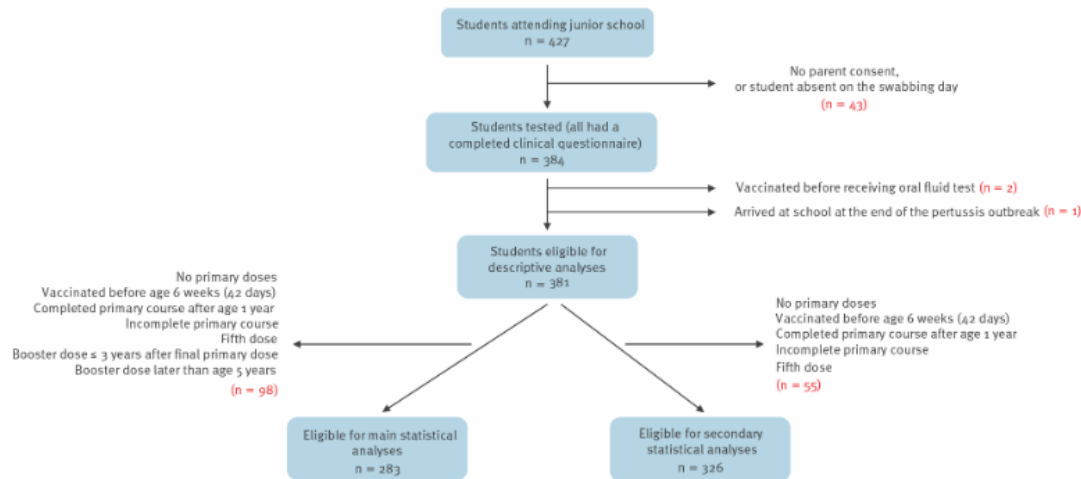 Students attending junior school
n = 427
No parent consent,
or student absent on the swabbing day
(n = 43)
Students tested (all had a
completed clinical questionnaire)
n = 384
Vaccinated before receiving oral fluid test (n = 2)
Arrived at school at the end of the pertussis outbreak (n = 1)
Students eligible for
descriptive analyses
n = 381
No primary doses
Vaccinated before age 6 weeks (42 days)
Completed primary course after age 1 year
Incomplete primary course
Fifth dose
Booster dose ≤ 3 years after final primary dose
Booster dose later than age 5 years
(n = 98)
No primary doses
Vaccinated before age 6 weeks (42 days)
Completed primary course after age 1 year
Incomplete primary course
Fifth dose
(n = 55)
Eligible for main statistical
analyses
n = 283
Eligible for secondary
statistical analyses
n = 326